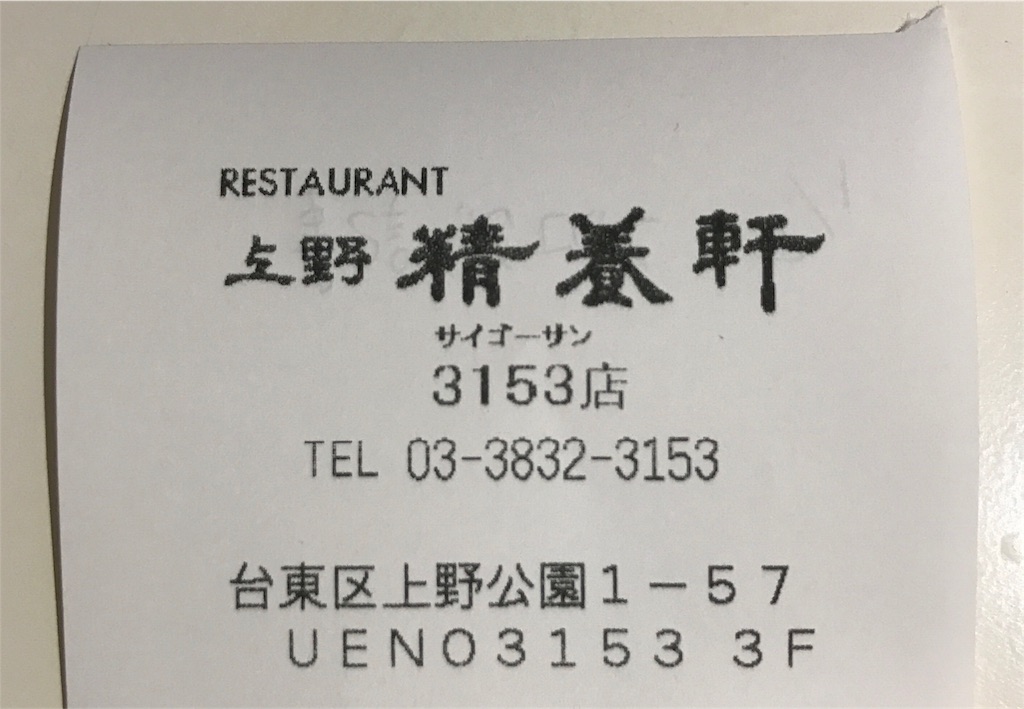 RESTAURANT
上野 精養軒
サイゴーサン
3153店
TEL 03-3832-3153
台東区上野公園1-57
UENO3153 3F